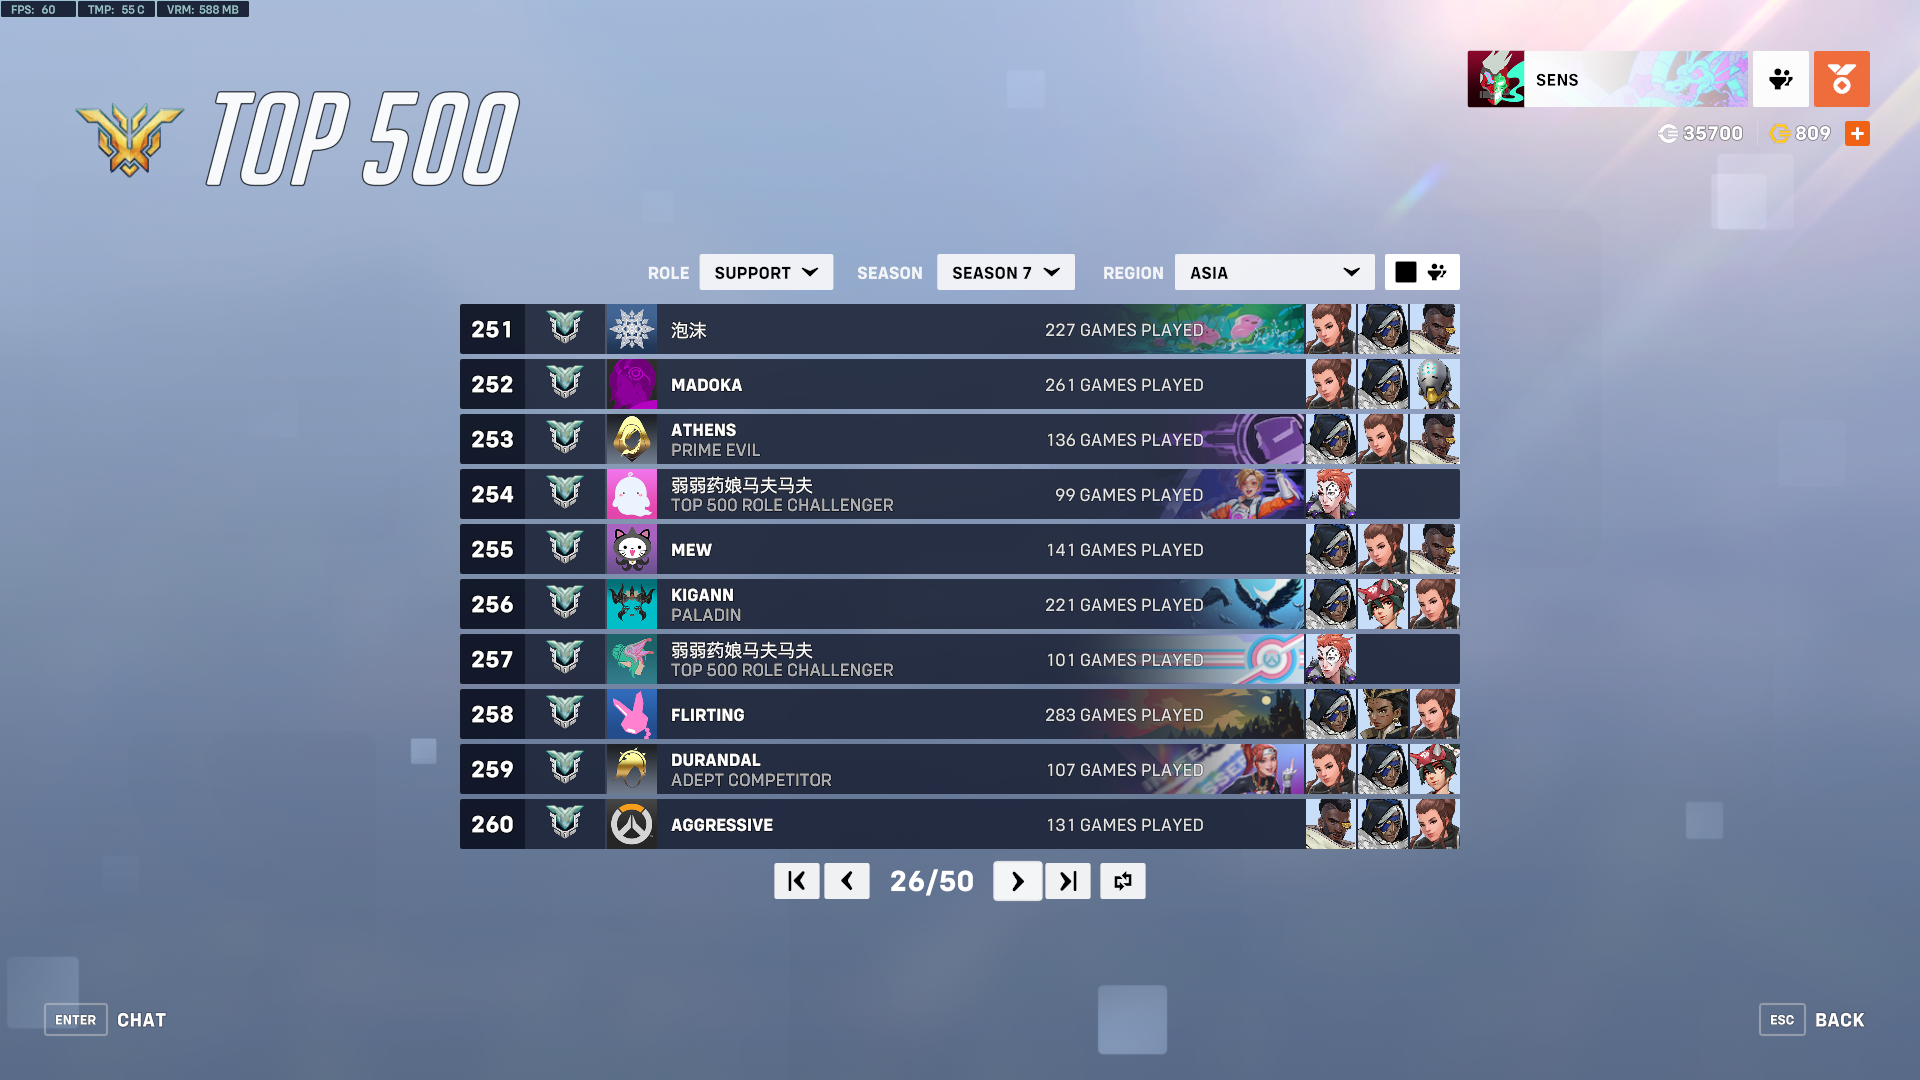 FPS: 60 TMP: 55 C VRM: 588 MB
TOP 500
SENS
35700 809
ROLE SUPPORT SEASON SEASON 7 REGION ASIA
251 泡沫 227 GAMES PLAYED
252 MADOKA 261 GAMES PLAYED
253 ATHENS 136 GAMES PLAYED
PRIME EVIL
254 弱弱药娘马夫马夫 99 GAMES PLAYED
TOP 500 ROLE CHALLENGER
255 MEW 141 GAMES PLAYED
256 KIGANN 221 GAMES PLAYED
PALADIN
257 弱弱药娘马夫马夫 101 GAMES PLAYED
TOP 500 ROLE CHALLENGER
258 FLIRTING 283 GAMES PLAYED
259 DURANDAL 107 GAMES PLAYED
ADEPT COMPETITOR
260 AGGRESSIVE 131 GAMES PLAYED
26/50
ENTER CHAT
ESC BACK